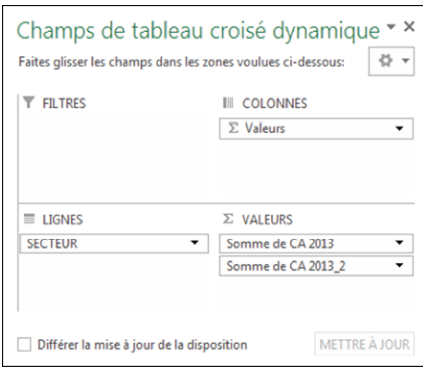 Champs de tableau croisé dynamique
Faites glisser les champs dans les zones voulues ci-dessous:
FILTRES
COLONNES
Σ Valeurs
LIGNES
Σ VALEURS
SECTEUR
Somme de CA 2013
Somme de CA 2013_2
Différer la mise à jour de la disposition
METTRE À JOUR